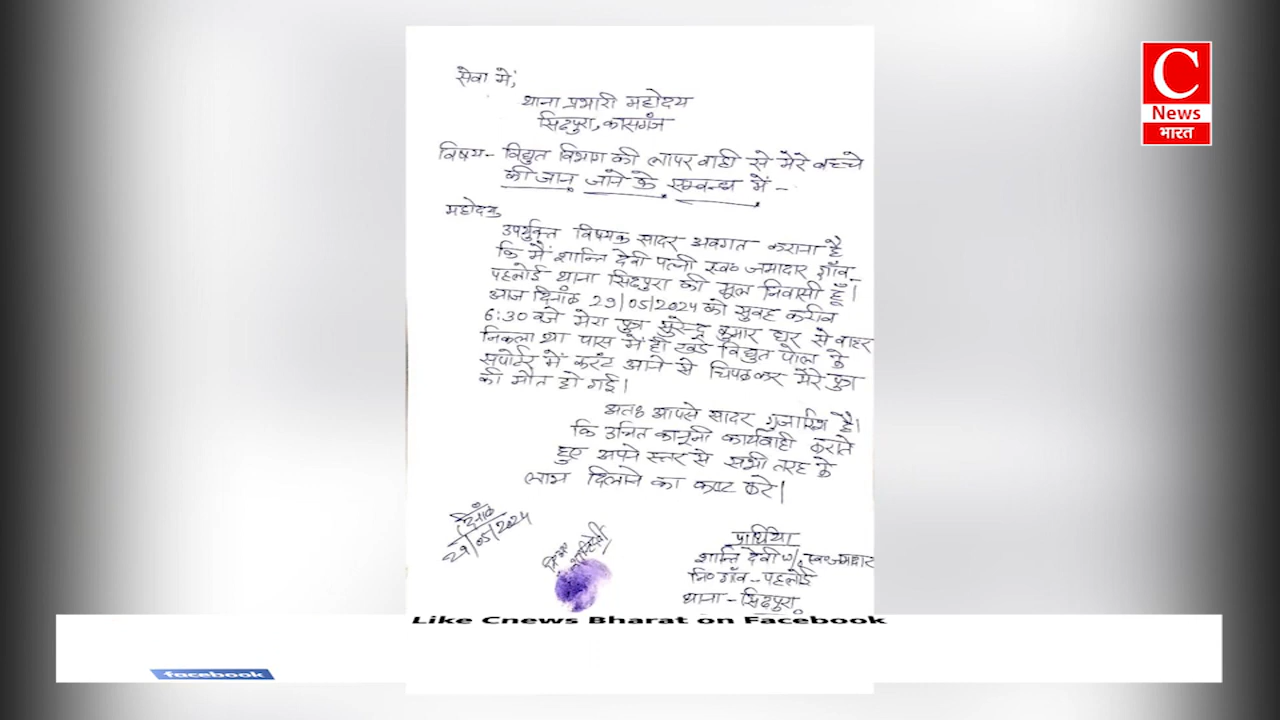 सेवा में,
थाना प्रभारी महोदय
सिढ़पुरा, कासगंज
विषय- विद्युत विभाग की लापरवाही से मेरे बच्चे
की जान जाने के सम्बन्ध में -
महोदय
उपर्युक्त विषयक सादर अवगत कराना है
कि मैं शान्ति देवी पत्नी स्व० जमादार गाँव-
पहलोई थाना सिढ़पुरा की मूल निवासी हूँ।
आज दिनांक 29/05/2024 को सुबह करीब
6:30 बजे मेरा पुत्र सुरेन्द्र कुमार घर से बाहर
निकला था पास में ही खड़े विद्युत पोल के
सपोर्टर में करंट आने से चिपककर मेरे पुत्र
की मौत हो गई।
अतः आपसे सादर गुजारिश है।
कि उचित कानूनी कार्यवाही कराते
हुए अपने स्तर से सभी तरह के
लाभ दिलाने का कष्ट करे।
दिनाँक
29/05/2024
प्रार्थिया
शान्ति देवी w/o स्व० जमादार
नि० गाँव - पहलोई
थाना - सिढ़पुरा
C
News
भारत
Like Cnews Bharat on Facebook
facebook